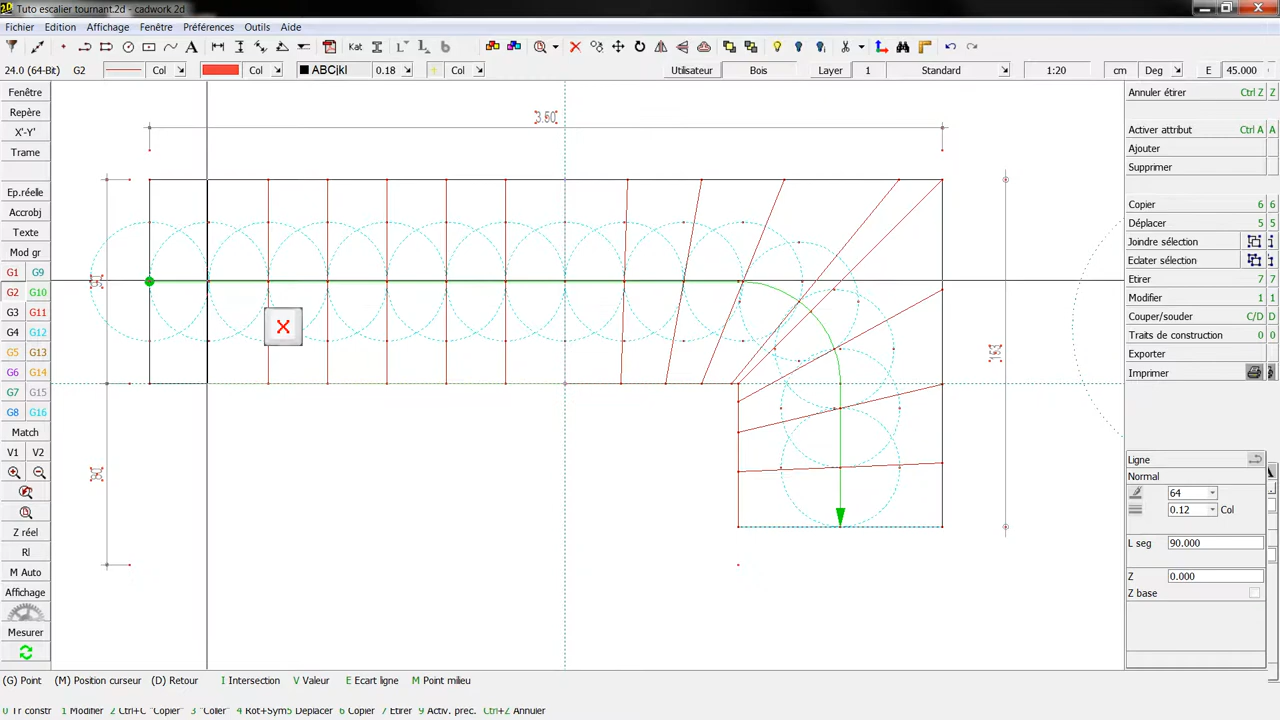 Tuto escalier tournant.2d - cadwork 2d
Fichier Edition Affichage Fenêtre Préférences Outils Aide
Kat
24.0 (64-Bit) G2 Col Col ABC|kl 0.18 Col Utilisateur Bois Layer 1 Standard 1:20 cm Deg E 45.000
Fenêtre
Repère
X'-Y'
Trame
Ep.réelle
Accrobj
Texte
Mod gr
G1 G9
G2 G10
G3 G11
G4 G12
G5 G13
G6 G14
G7 G15
G8 G16
Match
V1 V2
Z réel
Rl
M Auto
Affichage
Mesurer
3.60
Annuler étirer Ctrl Z Z
Activer attribut Ctrl A A
Ajouter
Supprimer
Copier 6 6
Déplacer 5 5
Joindre sélection
Eclater sélection
Etirer 7 7
Modifier 1 1
Couper/souder C/D D
Traits de construction 0 0
Exporter
Imprimer
Ligne
Normal
64
0.12 Col
L seg 90.000
Z 0.000
Z base
(G) Point (M) Position curseur (D) Retour I Intersection V Valeur E Ecart ligne M Point milieu
0 Tr constr 1 Modifier 2 Ctrl+C "Copier" 3 "Coller" 4 Rot+Sym5 Déplacer 6 Copier 7 Etirer 9 Activ. prec. Ctrl+Z Annuler